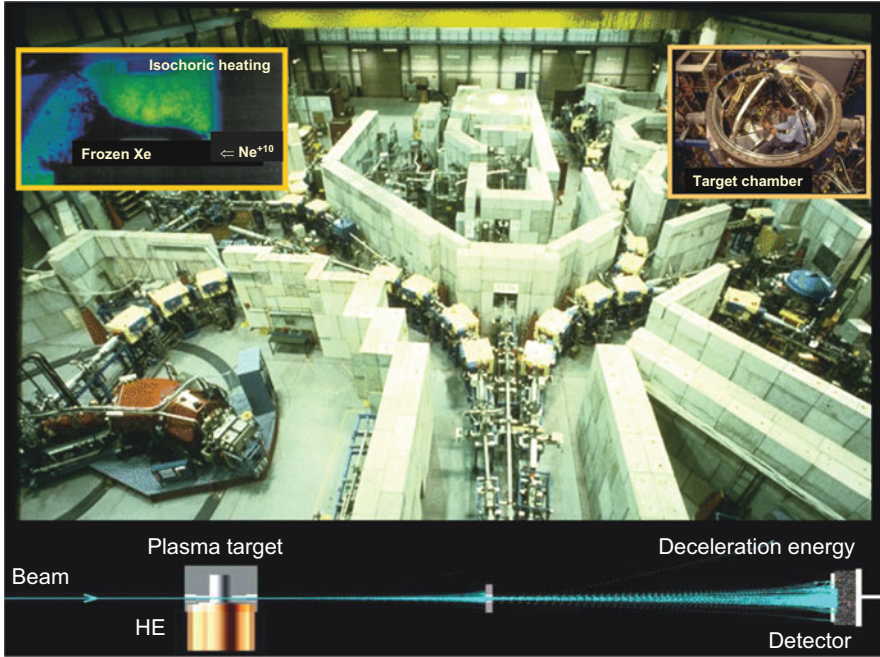 Isochoric heating
Frozen Xe
⇐ Ne+10
Target chamber
Plasma target
Deceleration energy
Beam
HE
Detector